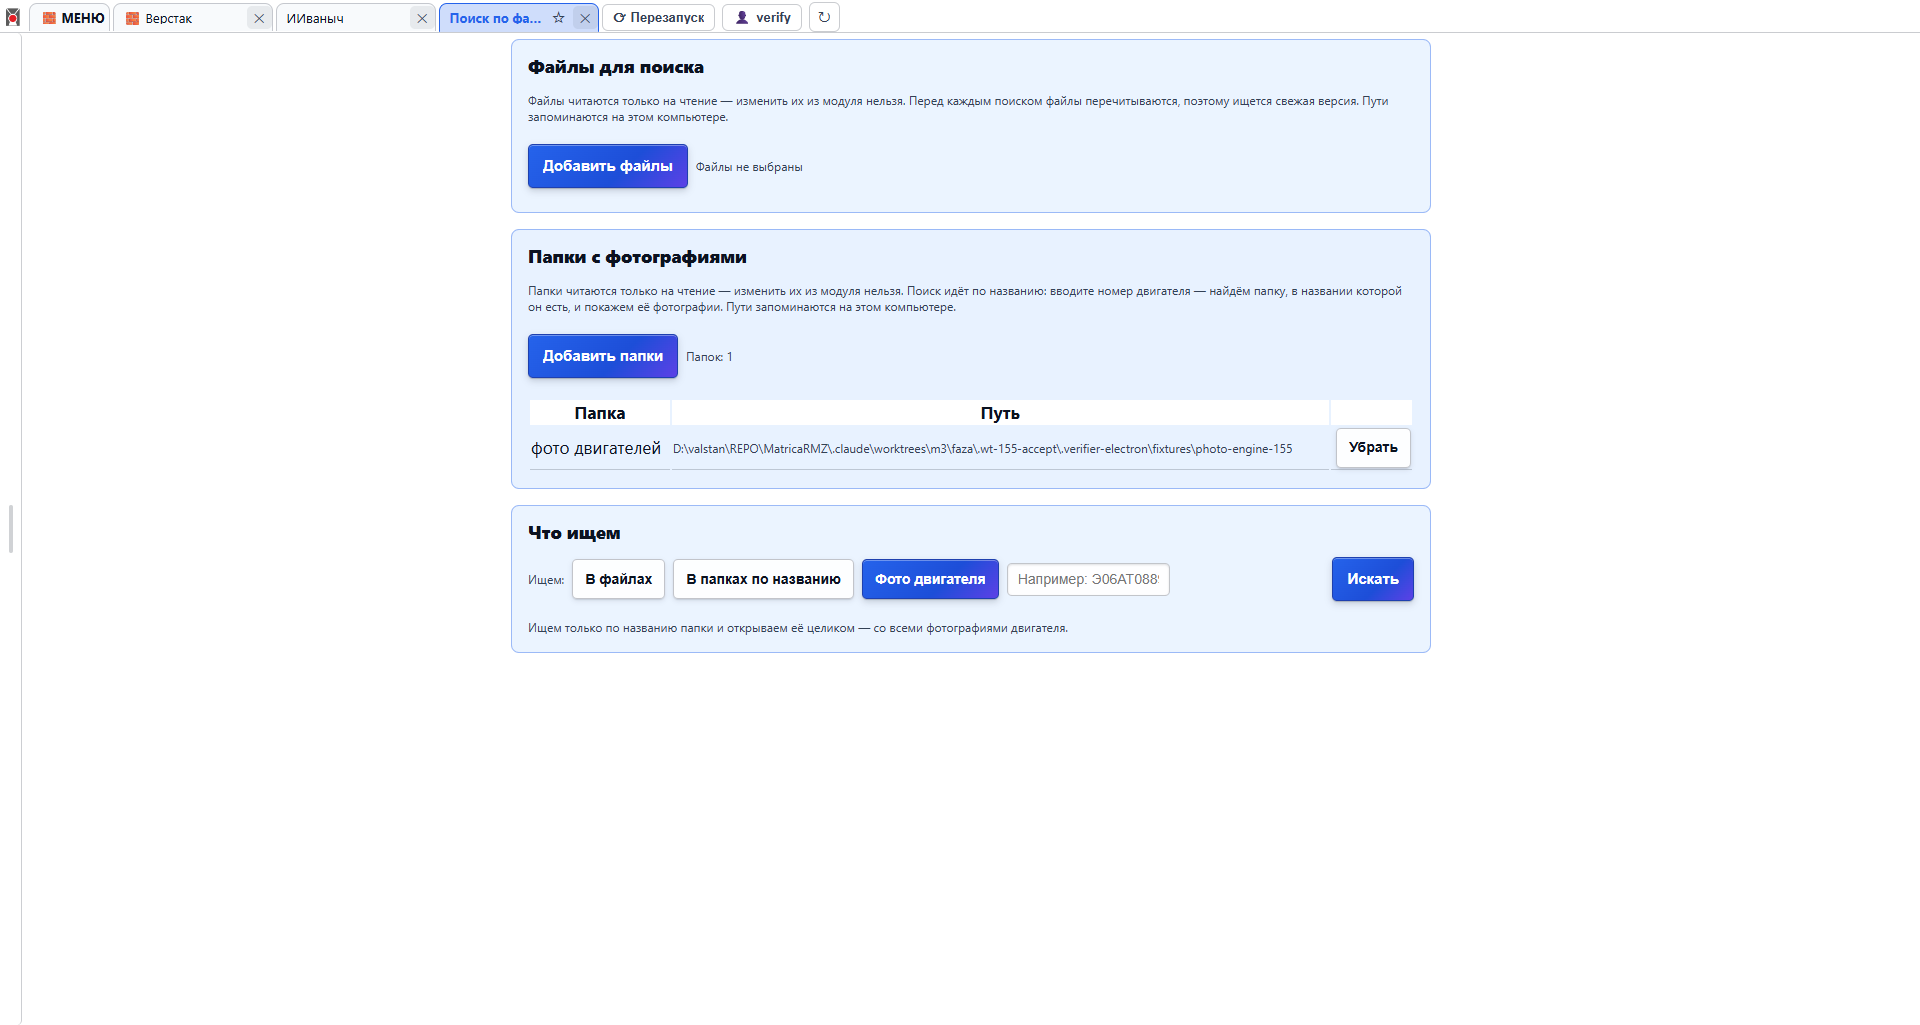 МЕНЮ
Верстак
ИИваныч
Поиск по фа...
Перезапуск
verify
Файлы для поиска
Файлы читаются только на чтение — изменить их из модуля нельзя. Перед каждым поиском файлы перечитываются, поэтому ищется свежая версия. Пути
запоминаются на этом компьютере.
Добавить файлы
Файлы не выбраны
Папки с фотографиями
Папки читаются только на чтение — изменить их из модуля нельзя. Поиск идёт по названию: вводите номер двигателя — найдём папку, в названии которой
он есть, и покажем её фотографии. Пути запоминаются на этом компьютере.
Добавить папки
Папок: 1
Папка
Путь
фото двигателей
D:\valstan\REPO\MatricaRMZ\.claude\worktrees\m3\faza\.wt-155-accept\.verifier-electron\fixtures\photo-engine-155
Убрать
Что ищем
Ищем:
В файлах
В папках по названию
Фото двигателя
Например: Э06АТ088
Искать
Ищем только по названию папки и открываем её целиком — со всеми фотографиями двигателя.